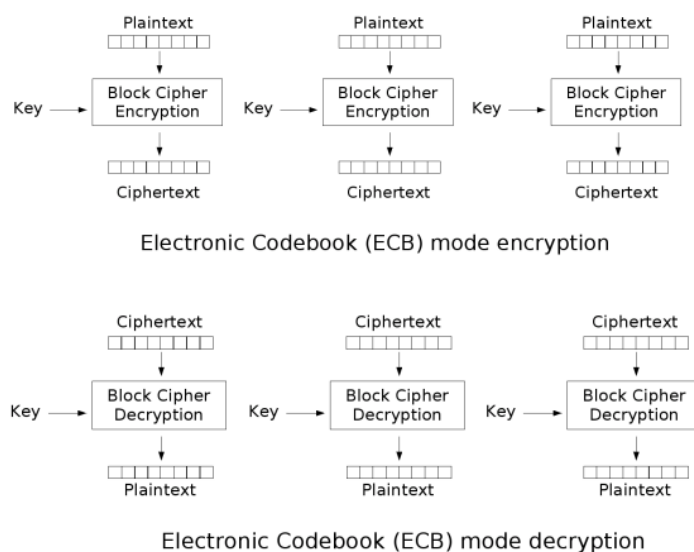 Plaintext Plaintext Plaintext
Key Block Cipher Encryption Key Block Cipher Encryption Key Block Cipher Encryption
Ciphertext Ciphertext Ciphertext
Electronic Codebook (ECB) mode encryption
Ciphertext Ciphertext Ciphertext
Key Block Cipher Decryption Key Block Cipher Decryption Key Block Cipher Decryption
Plaintext Plaintext Plaintext
Electronic Codebook (ECB) mode decryption